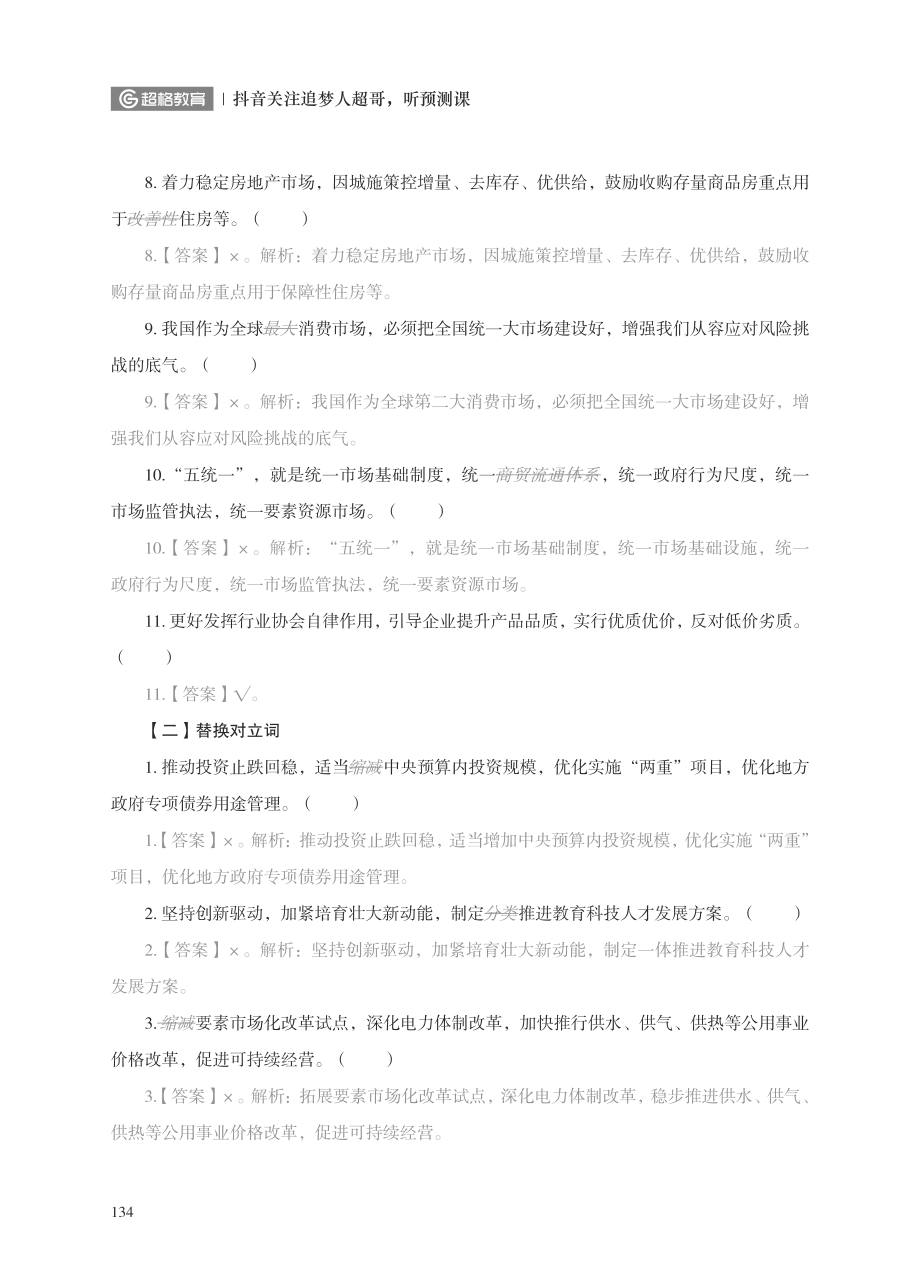 超格教育 | 抖音关注追梦人超哥，听预测课
8. 着力稳定房地产市场，因城施策控增量、去库存、优供给，鼓励收购存量商品房重点用
于改善性住房等。（　　）
8.【答案】×。解析：着力稳定房地产市场，因城施策控增量、去库存、优供给，鼓励收
购存量商品房重点用于保障性住房等。
9. 我国作为全球最大消费市场，必须把全国统一大市场建设好，增强我们从容应对风险挑
战的底气。（　　）
9.【答案】×。解析：我国作为全球第二大消费市场，必须把全国统一大市场建设好，增
强我们从容应对风险挑战的底气。
10.“五统一”，就是统一市场基础制度，统一商贸流通体系，统一政府行为尺度，统一
市场监管执法，统一要素资源市场。（　　）
10.【答案】×。解析：“五统一”，就是统一市场基础制度，统一市场基础设施，统一
政府行为尺度，统一市场监管执法，统一要素资源市场。
11. 更好发挥行业协会自律作用，引导企业提升产品品质，实行优质优价，反对低价劣质。
（　　）
11.【答案】√。
【二】替换对立词
1. 推动投资止跌回稳，适当缩减中央预算内投资规模，优化实施“两重”项目，优化地方
政府专项债券用途管理。（　　）
1.【答案】×。解析：推动投资止跌回稳，适当增加中央预算内投资规模，优化实施“两重”
项目，优化地方政府专项债券用途管理。
2. 坚持创新驱动，加紧培育壮大新动能，制定分类推进教育科技人才发展方案。（　　）
2.【答案】×。解析：坚持创新驱动，加紧培育壮大新动能，制定一体推进教育科技人才
发展方案。
3. 缩减要素市场化改革试点，深化电力体制改革，加快推行供水、供气、供热等公用事业
价格改革，促进可持续经营。（　　）
3.【答案】×。解析：拓展要素市场化改革试点，深化电力体制改革，稳步推进供水、供气、
供热等公用事业价格改革，促进可持续经营。
134